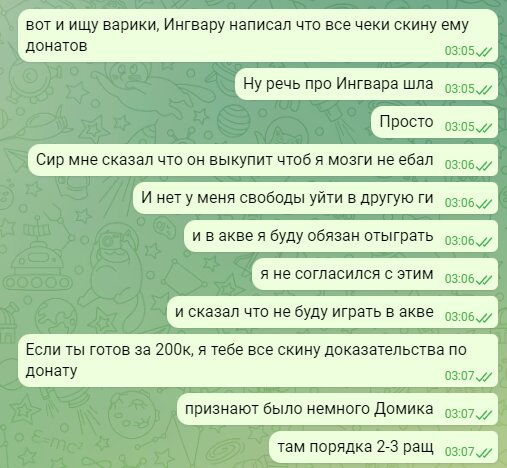 вот и ищу варики, Ингвару написал что все чеки скину ему
донатов
03:05
Ну речь про Ингвара шла
03:05
Просто
03:05
Сир мне сказал что он выкупит чтоб я мозги не ебал
03:06
И нет у меня свободы уйти в другую ги
03:06
и в акве я буду обязан отыграть
03:06
я не согласился с этим
03:06
и сказал что не буду играть в акве
03:06
Если ты готов за 200к, я тебе все скину доказательства по
донату
03:07
признают было немного Домика
03:07
там порядка 2-3 ращ
03:07